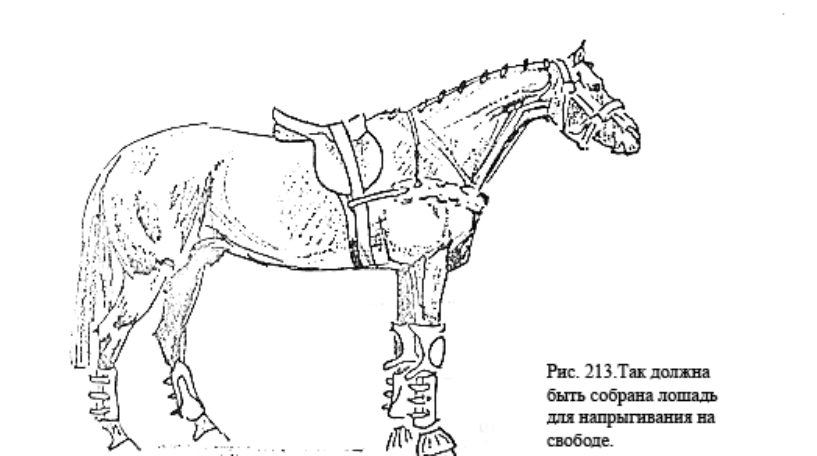 Рис. 213.Так должна
быть собрана лошадь
для напрыгивания на
свободе.